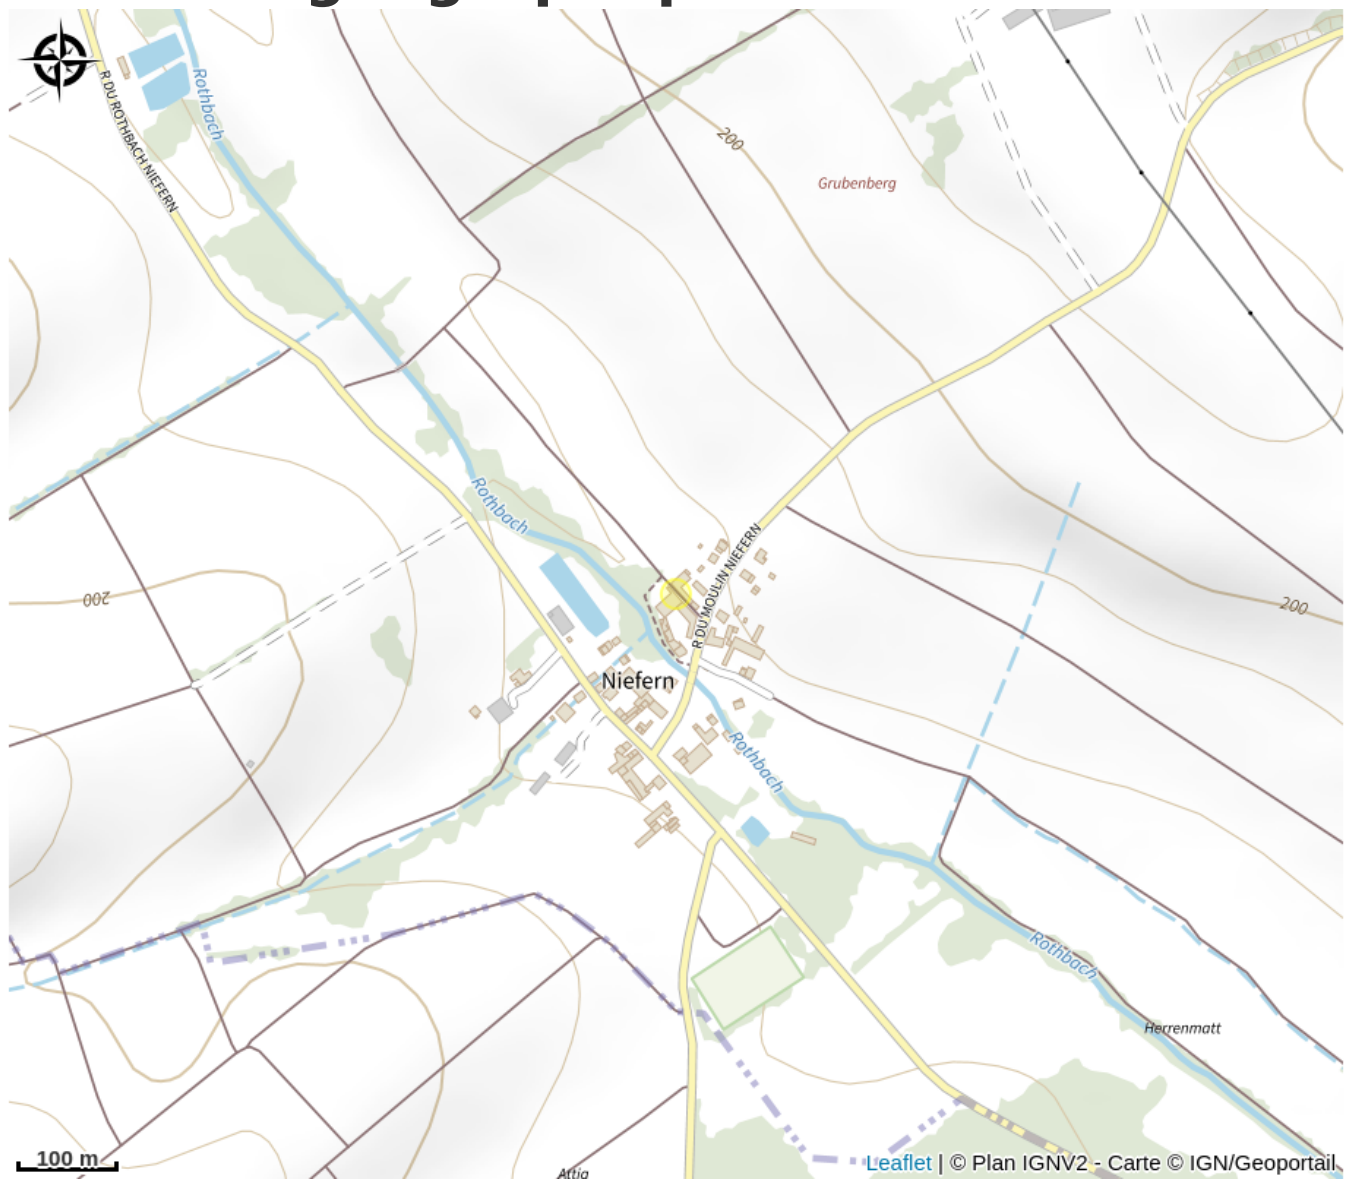 Rothbach
R DU ROTHBACH NIEFERN
200
Grubenberg
Rothbach
R DU MOULIN NIEFERN
200
200
Niefern
Rothbach
Rothbach
Herrenmatt
Attig
100 m
Leaflet | © Plan IGNV2 - Carte © IGN/Geoportail